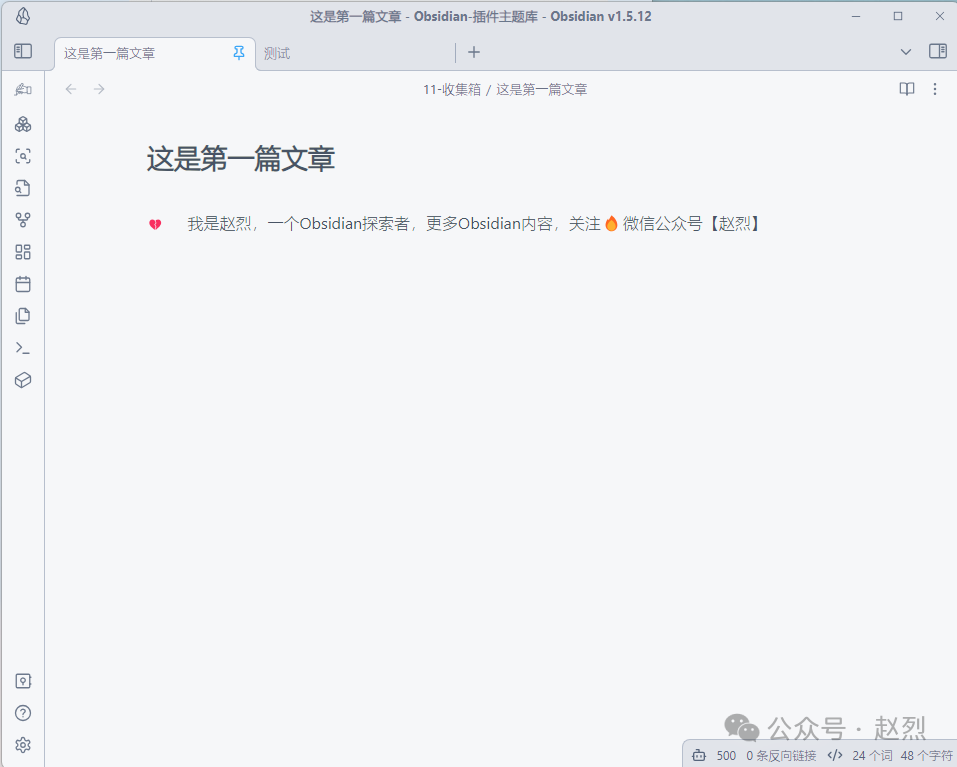 这是第一篇文章 - Obsidian-插件主题库 - Obsidian v1.5.12
这是第一篇文章 测试
11-收集箱 / 这是第一篇文章
这是第一篇文章
我是赵烈，一个Obsidian探索者，更多Obsidian内容，关注🔥微信公众号【赵烈】
公众号 · 赵烈
500 0 条反向链接 24 个词 48 个字符